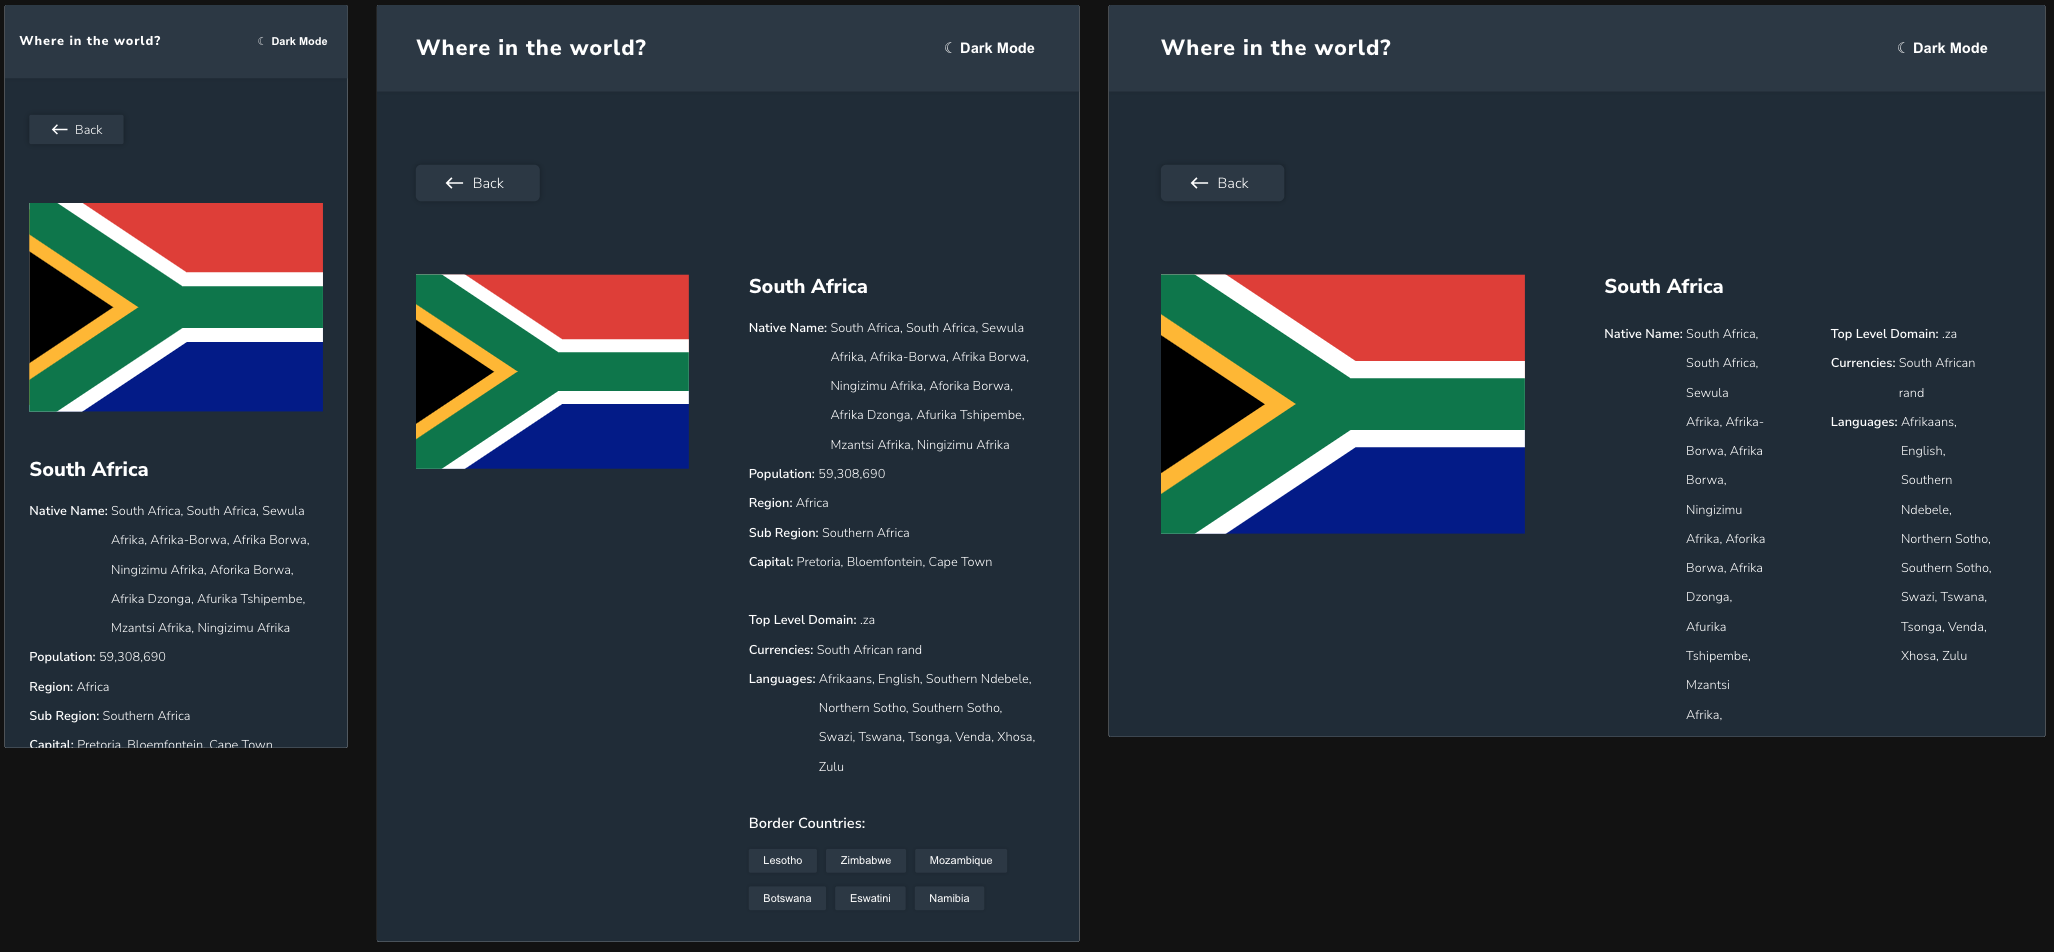 Where in the world?
☾ Dark Mode
Back
South Africa
Native Name: South Africa, South Africa, Sewula
Afrika, Afrika-Borwa, Afrika Borwa,
Ningizimu Afrika, Aforika Borwa,
Afrika Dzonga, Afurika Tshipembe,
Mzantsi Afrika, Ningizimu Afrika
Population: 59,308,690
Region: Africa
Sub Region: Southern Africa
Capital: Pretoria, Bloemfontein, Cape Town
Where in the world?
☾ Dark Mode
Back
South Africa
Native Name: South Africa, South Africa, Sewula
Afrika, Afrika-Borwa, Afrika Borwa,
Ningizimu Afrika, Aforika Borwa,
Afrika Dzonga, Afurika Tshipembe,
Mzantsi Afrika, Ningizimu Afrika
Population: 59,308,690
Region: Africa
Sub Region: Southern Africa
Capital: Pretoria, Bloemfontein, Cape Town
Top Level Domain: .za
Currencies: South African rand
Languages: Afrikaans, English, Southern Ndebele,
Northern Sotho, Southern Sotho,
Swazi, Tswana, Tsonga, Venda, Xhosa,
Zulu
Border Countries:
Lesotho
Zimbabwe
Mozambique
Botswana
Eswatini
Namibia
Where in the world?
☾ Dark Mode
Back
South Africa
Native Name: South Africa,
South Africa,
Sewula
Afrika, Afrika-
Borwa, Afrika
Borwa,
Ningizimu
Afrika, Aforika
Borwa, Afrika
Dzonga,
Afurika
Tshipembe,
Mzantsi
Afrika,
Top Level Domain: .za
Currencies: South African
rand
Languages: Afrikaans,
English,
Southern
Ndebele,
Northern Sotho,
Southern Sotho,
Swazi, Tswana,
Tsonga, Venda,
Xhosa, Zulu